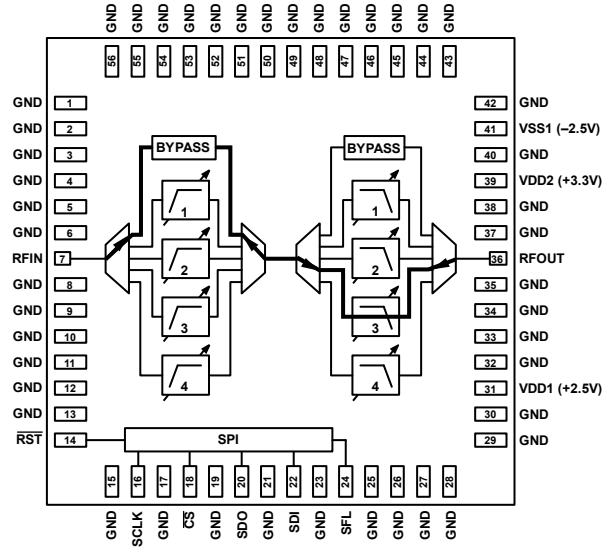 GND GND GND GND GND GND GND GND GND GND GND GND GND GND
56 55 54 53 52 51 50 49 48 47 46 45 44 43
GND 1 42 GND
GND 2 41 VSS1 (–2.5V)
GND 3 BYPASS BYPASS 40 GND
GND 4 39 VDD2 (+3.3V)
GND 5 1 1 38 GND
GND 6 37 GND
RFIN 7 2 2 36 RFOUT
GND 8 35 GND
GND 9 3 3 34 GND
GND 10 33 GND
GND 11 32 GND
GND 12 4 4 31 VDD1 (+2.5V)
GND 13 30 GND
RST 14 SPI 29 GND
15 16 17 18 19 20 21 22 23 24 25 26 27 28
GND SCLK GND CS GND SDO GND SDI GND SFL GND GND GND GND